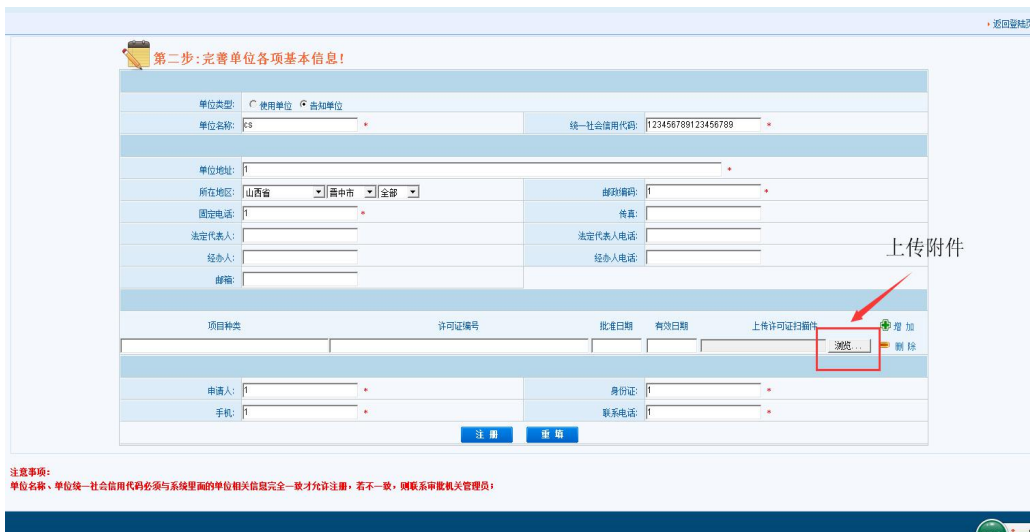 返回登陆页
第二步:完善单位各项基本信息!
单位类型: 使用单位 告知单位
单位名称: cs * 统一社会信用代码: 123456789123456789 *
单位地址: 1 *
所在地区: 山西省 晋中市 全部 邮政编码: 1 *
固定电话: 1 * 传真:
法定代表人: 法定代表人电话:
上传附件
经办人: 经办人电话:
邮箱:
项目种类 许可证编号 批准日期 有效日期 上传许可证扫描件 增 加
浏览... 删 除
申请人: 1 * 身份证: 1 *
手机: 1 * 联系电话: 1 *
注 册 重 填
注意事项:
单位名称、单位统一社会信用代码必须与系统里面的单位相关信息完全一致才允许注册,若不一致,则联系审批机关管理员;